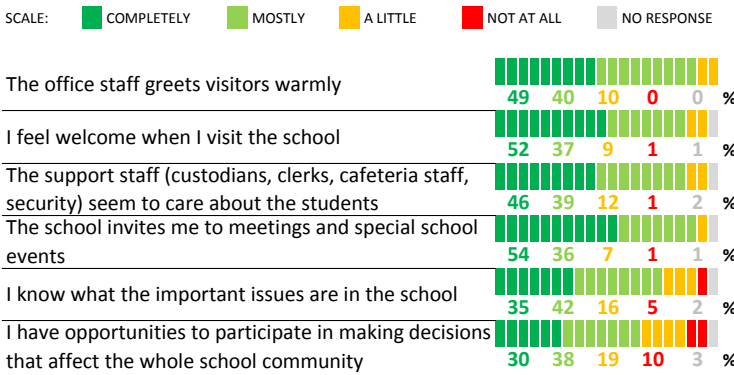 SCALE: COMPLETELY MOSTLY A LITTLE NOT AT ALL NO RESPONSE
The office staff greets visitors warmly
49 40 10 0 0 %
I feel welcome when I visit the school
52 37 9 1 1 %
The support staff (custodians, clerks, cafeteria staff,
security) seem to care about the students
46 39 12 1 2 %
The school invites me to meetings and special school
events
54 36 7 1 1 %
I know what the important issues are in the school
35 42 16 5 2 %
I have opportunities to participate in making decisions
that affect the whole school community
30 38 19 10 3 %